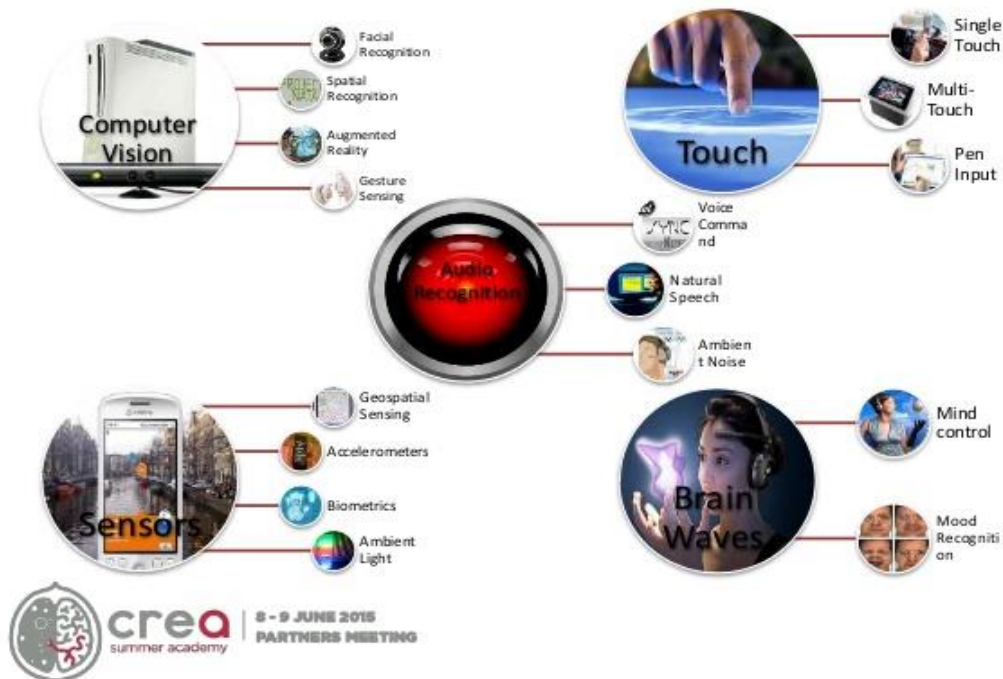 Computer
Vision
Facial
Recognition
Spatial
Recognition
Augmented
Reality
Gesture
Sensing
Touch
Single
Touch
Multi-
Touch
Pen
Input
Audio
Recognition
Voice
Comma
nd
SYNC
Natural
Speech
Ambien
t Noise
Sensors
Geospatial
Sensing
Accelerometers
Biometrics
Ambient
Light
Brain
Waves
Mind
control
Mood
Recogniti
on
crea
summer academy
8 - 9 JUNE 2015
PARTNERS MEETING